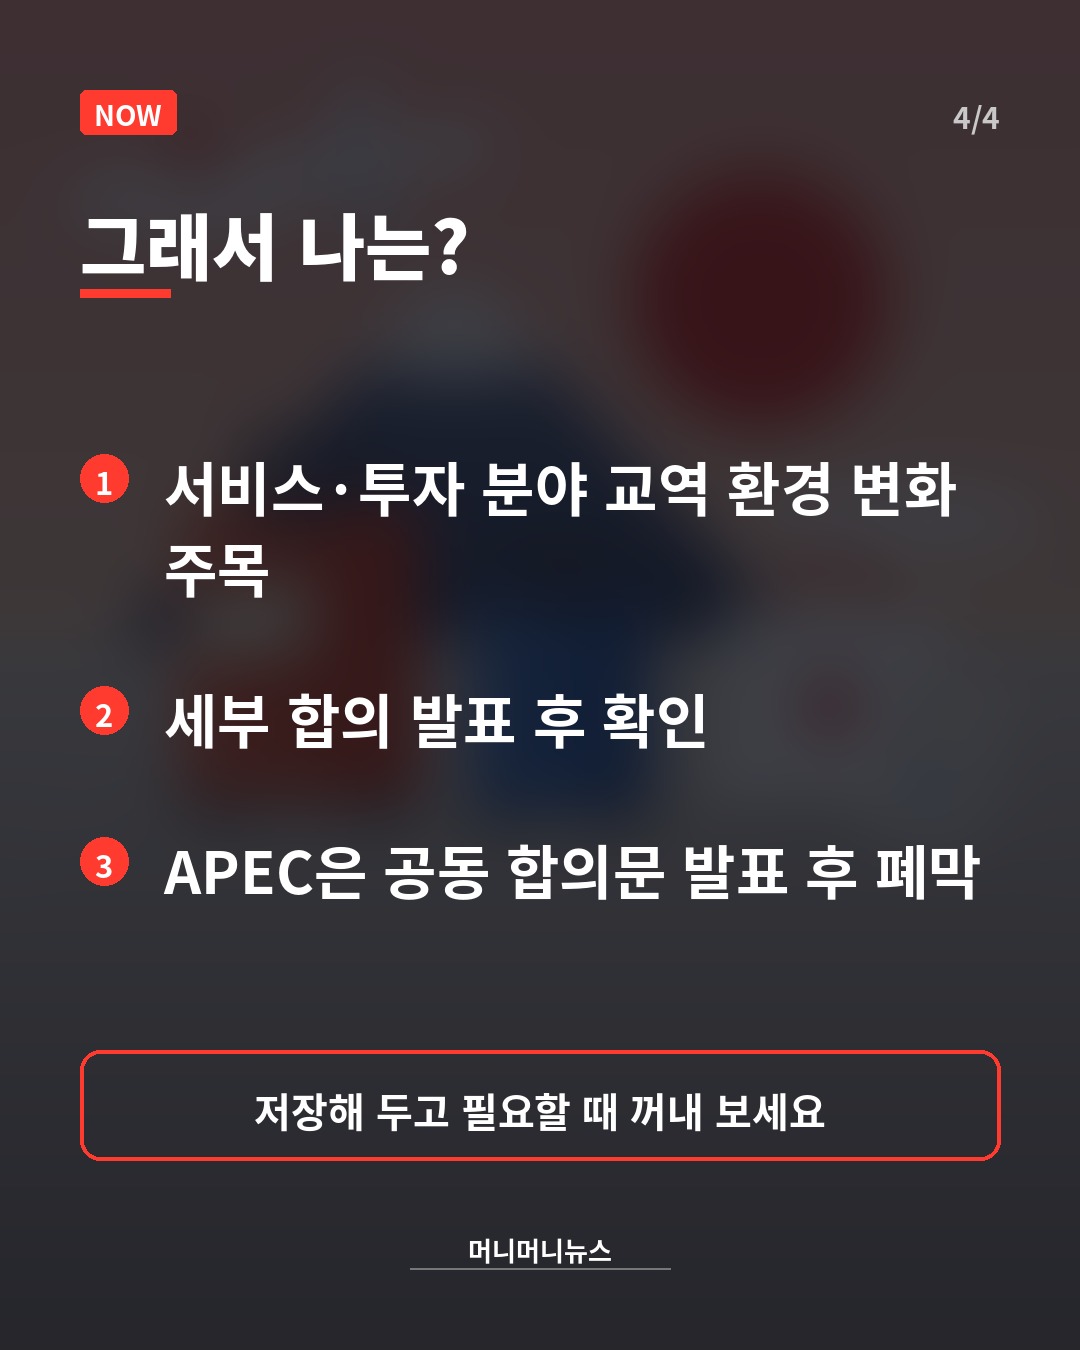 NOW
4/4
그래서 나는?
1 서비스·투자 분야 교역 환경 변화
주목
2 세부 합의 발표 후 확인
3 APEC은 공동 합의문 발표 후 폐막
저장해 두고 필요할 때 꺼내 보세요
머니머니뉴스